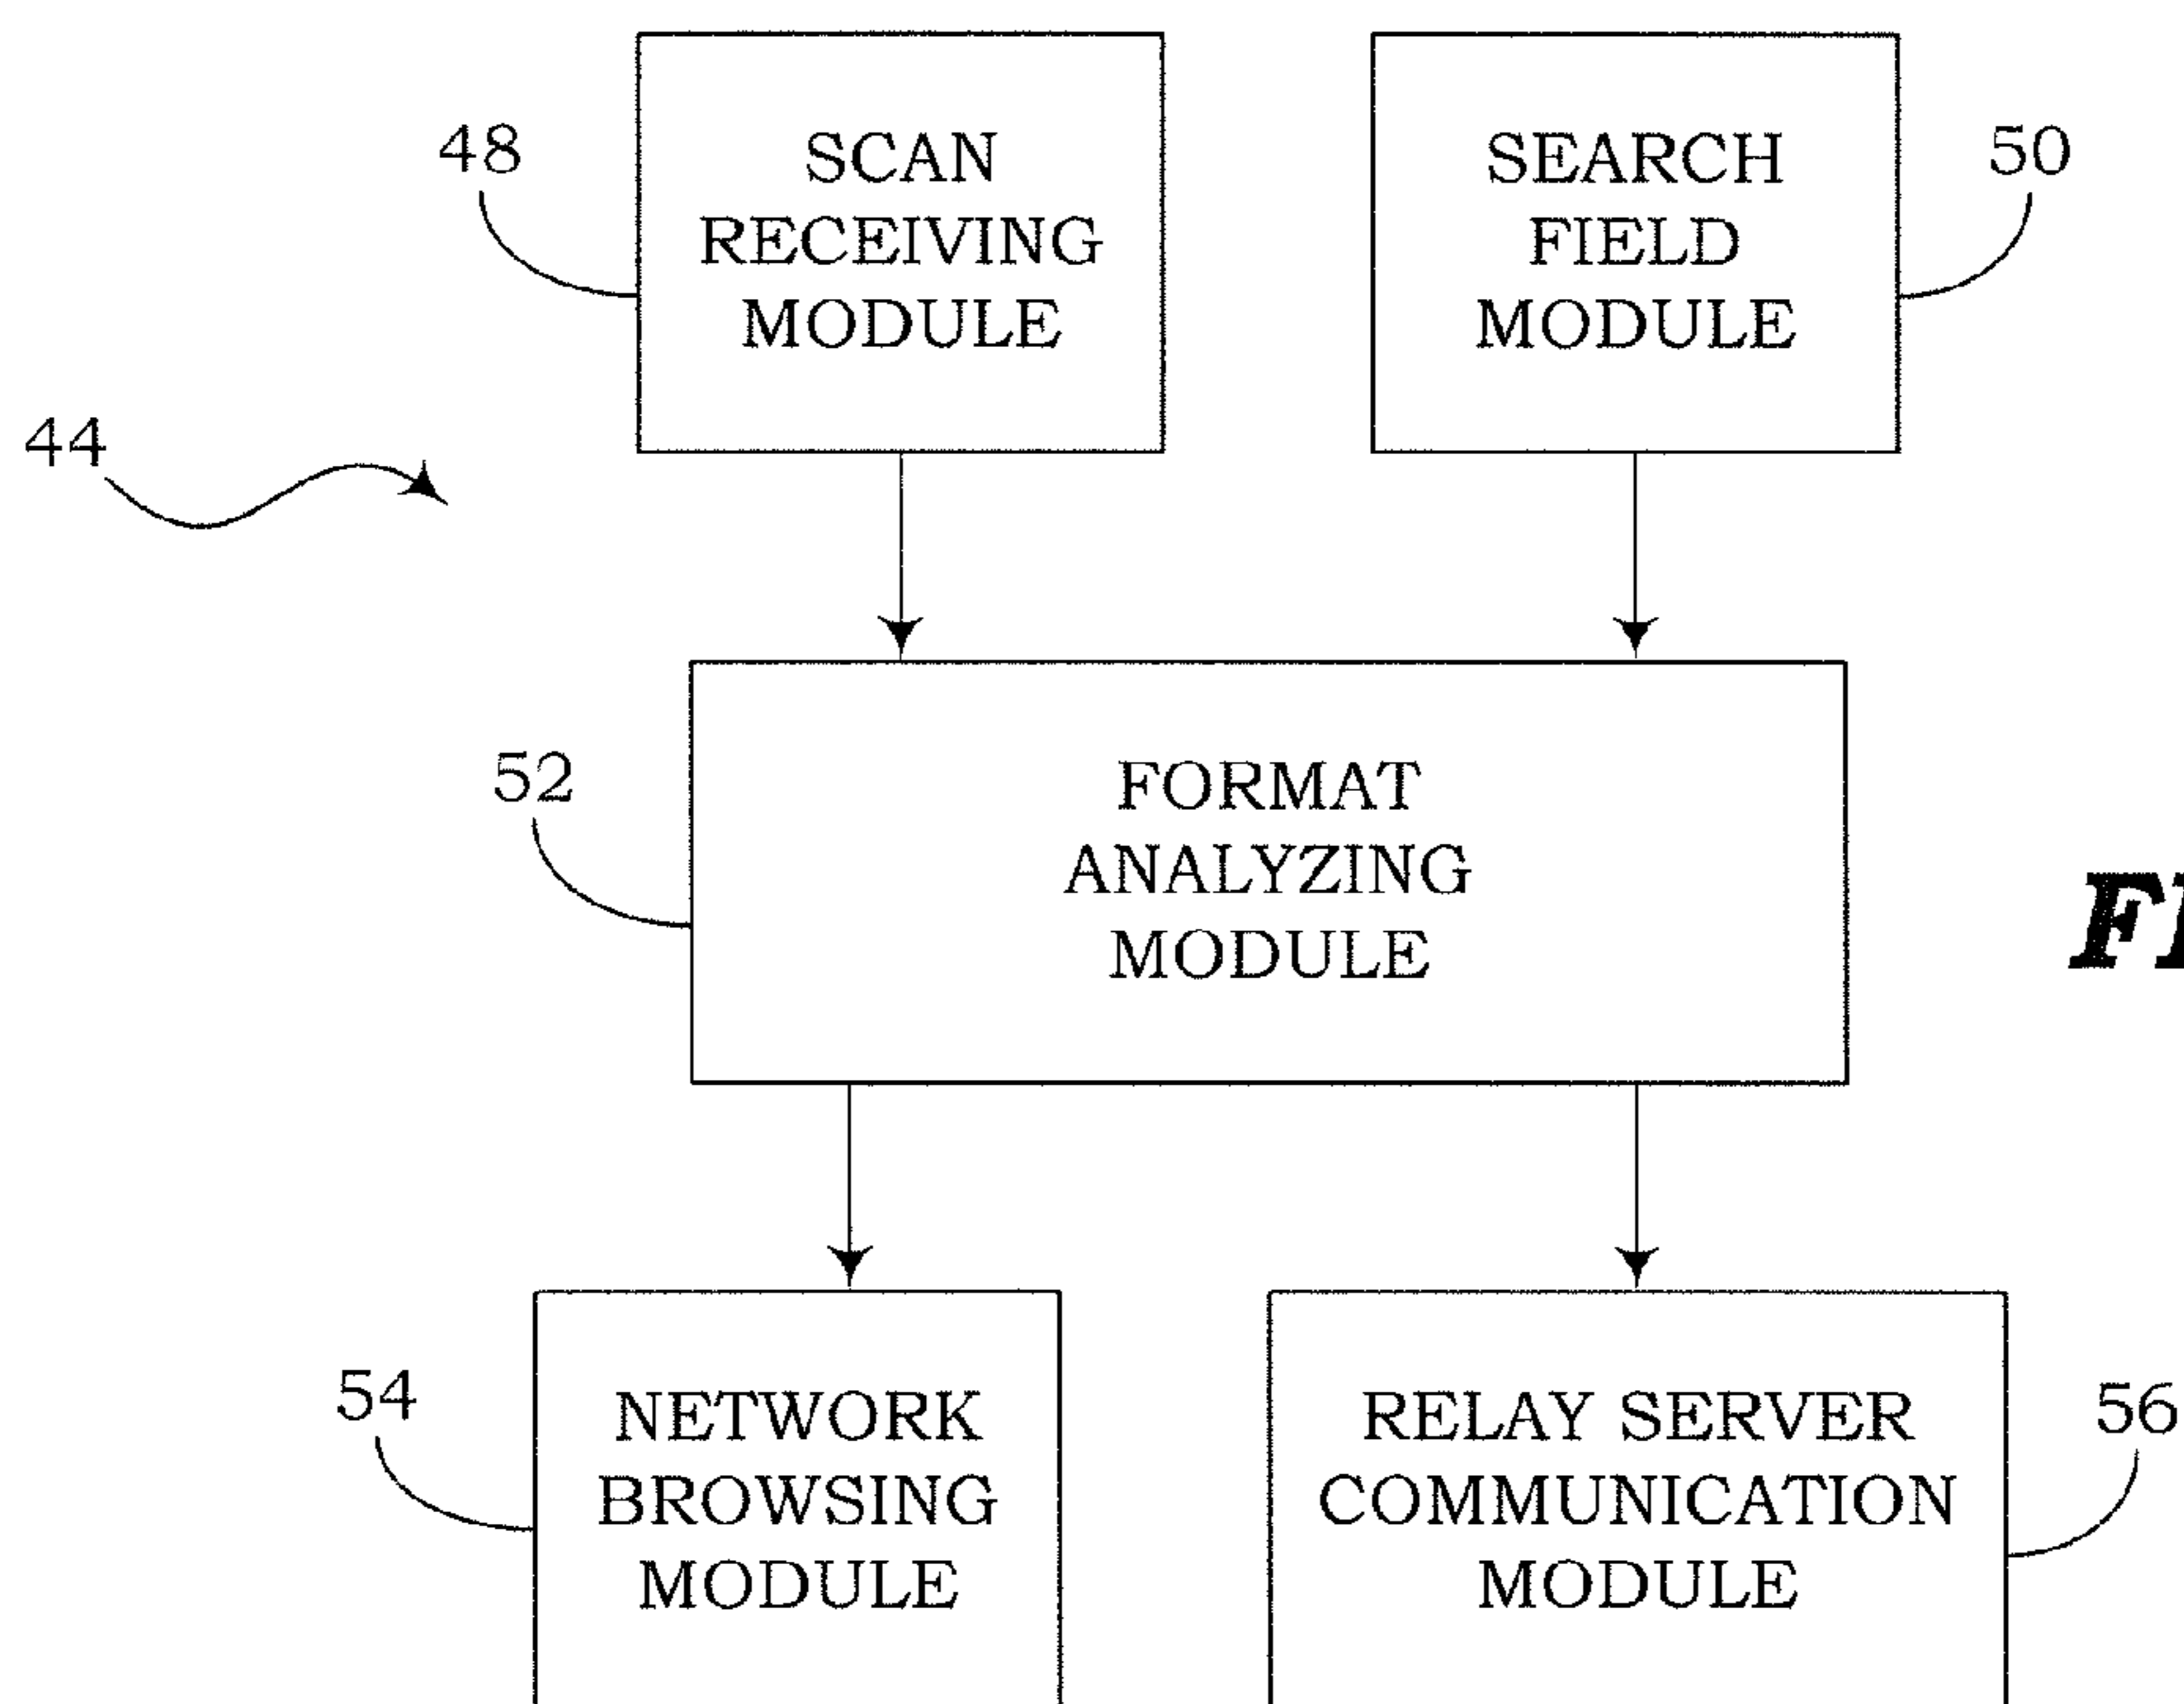 48
SCAN
RECEIVING
MODULE
SEARCH
FIELD
MODULE
50
44
52
FORMAT
ANALYZING
MODULE
54
NETWORK
BROWSING
MODULE
RELAY SERVER
COMMUNICATION
MODULE
56